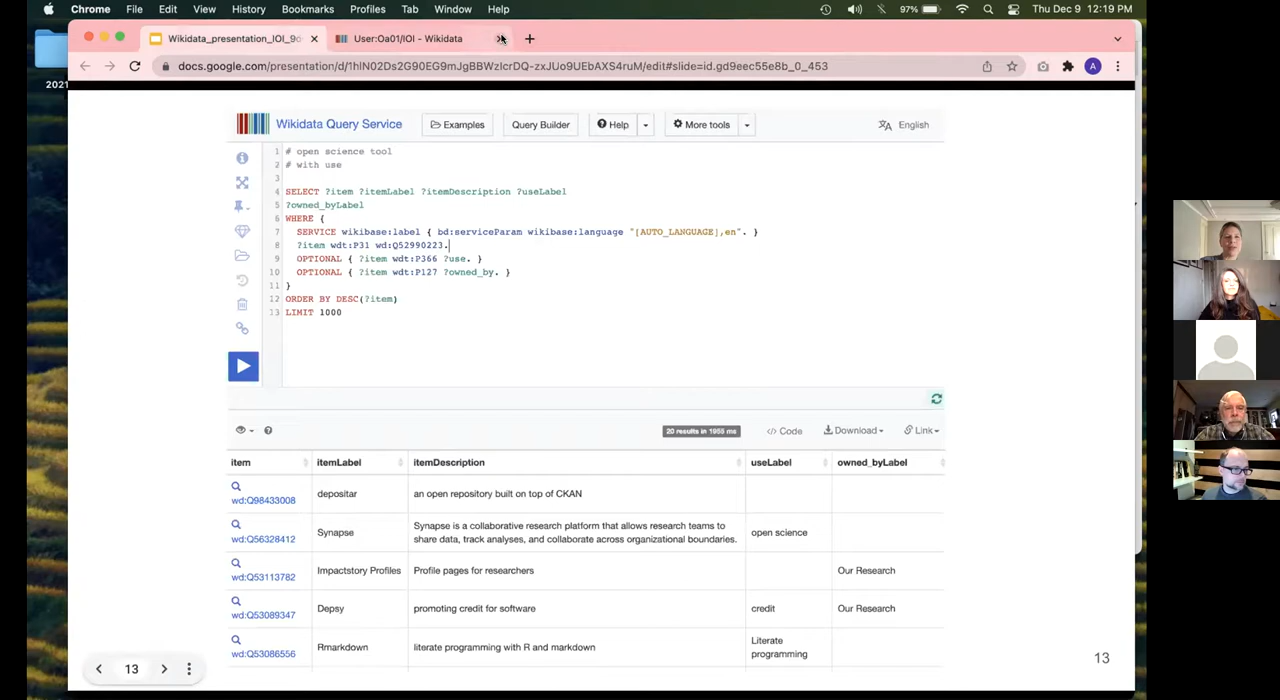 Chrome File Edit View History Bookmarks Profiles Tab Window Help 97% Thu Dec 9 12:19 PM
Wikidata_presentation_IOI_9de
User:Oa01/IOI - Wikidata
docs.google.com/presentation/d/1hlN02Ds2G90EG9mJgBBWzIcrDQ-zxJUo9UEbAXS4ruM/edit#slide=id.gd9eec55e8b_0_453
A
2021
Wikidata Query Service
Examples
Query Builder
Help
More tools
English
1 # open science tool
2 # with use
3
4 SELECT ?item ?itemLabel ?itemDescription ?useLabel
5 ?owned_byLabel
6 WHERE {
7 SERVICE wikibase:label { bd:serviceParam wikibase:language "[AUTO_LANGUAGE],en". }
8 ?item wdt:P31 wd:Q52990223.
9 OPTIONAL { ?item wdt:P366 ?use. }
10 OPTIONAL { ?item wdt:P127 ?owned_by. }
11 }
12 ORDER BY DESC(?item)
13 LIMIT 1000
20 results in 1955 ms
</> Code
Download
Link
item itemLabel itemDescription useLabel owned_byLabel
wd:Q98433008 depositar an open repository built on top of CKAN
Synapse is a collaborative research platform that allows research teams to
wd:Q56328412 Synapse share data, track analyses, and collaborate across organizational boundaries. open science
wd:Q53113782 Impactstory Profiles Profile pages for researchers Our Research
wd:Q53089347 Depsy promoting credit for software credit Our Research
wd:Q53086556 Rmarkdown literate programming with R and markdown Literate
programming
13
13